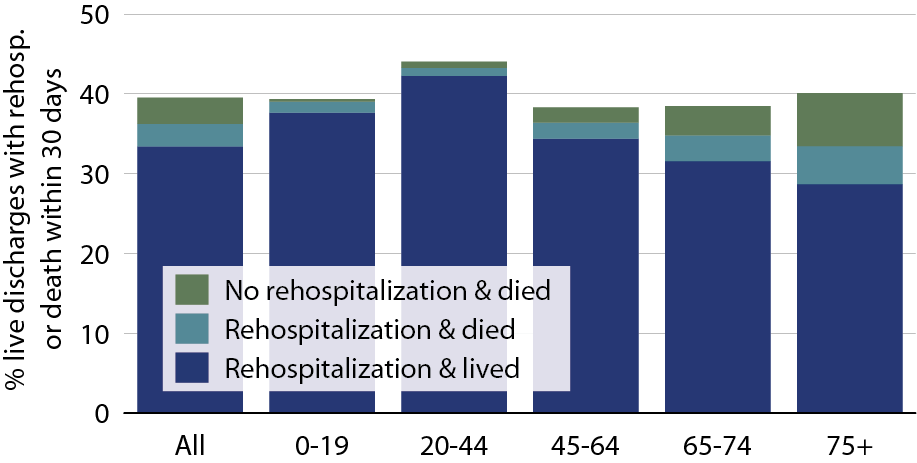 % live discharges with rehosp.
or death within 30 days
50
40
30
20
10
0
No rehospitalization & died
Rehospitalization & died
Rehospitalization & lived
All
0-19
20-44
45-64
65-74
75+